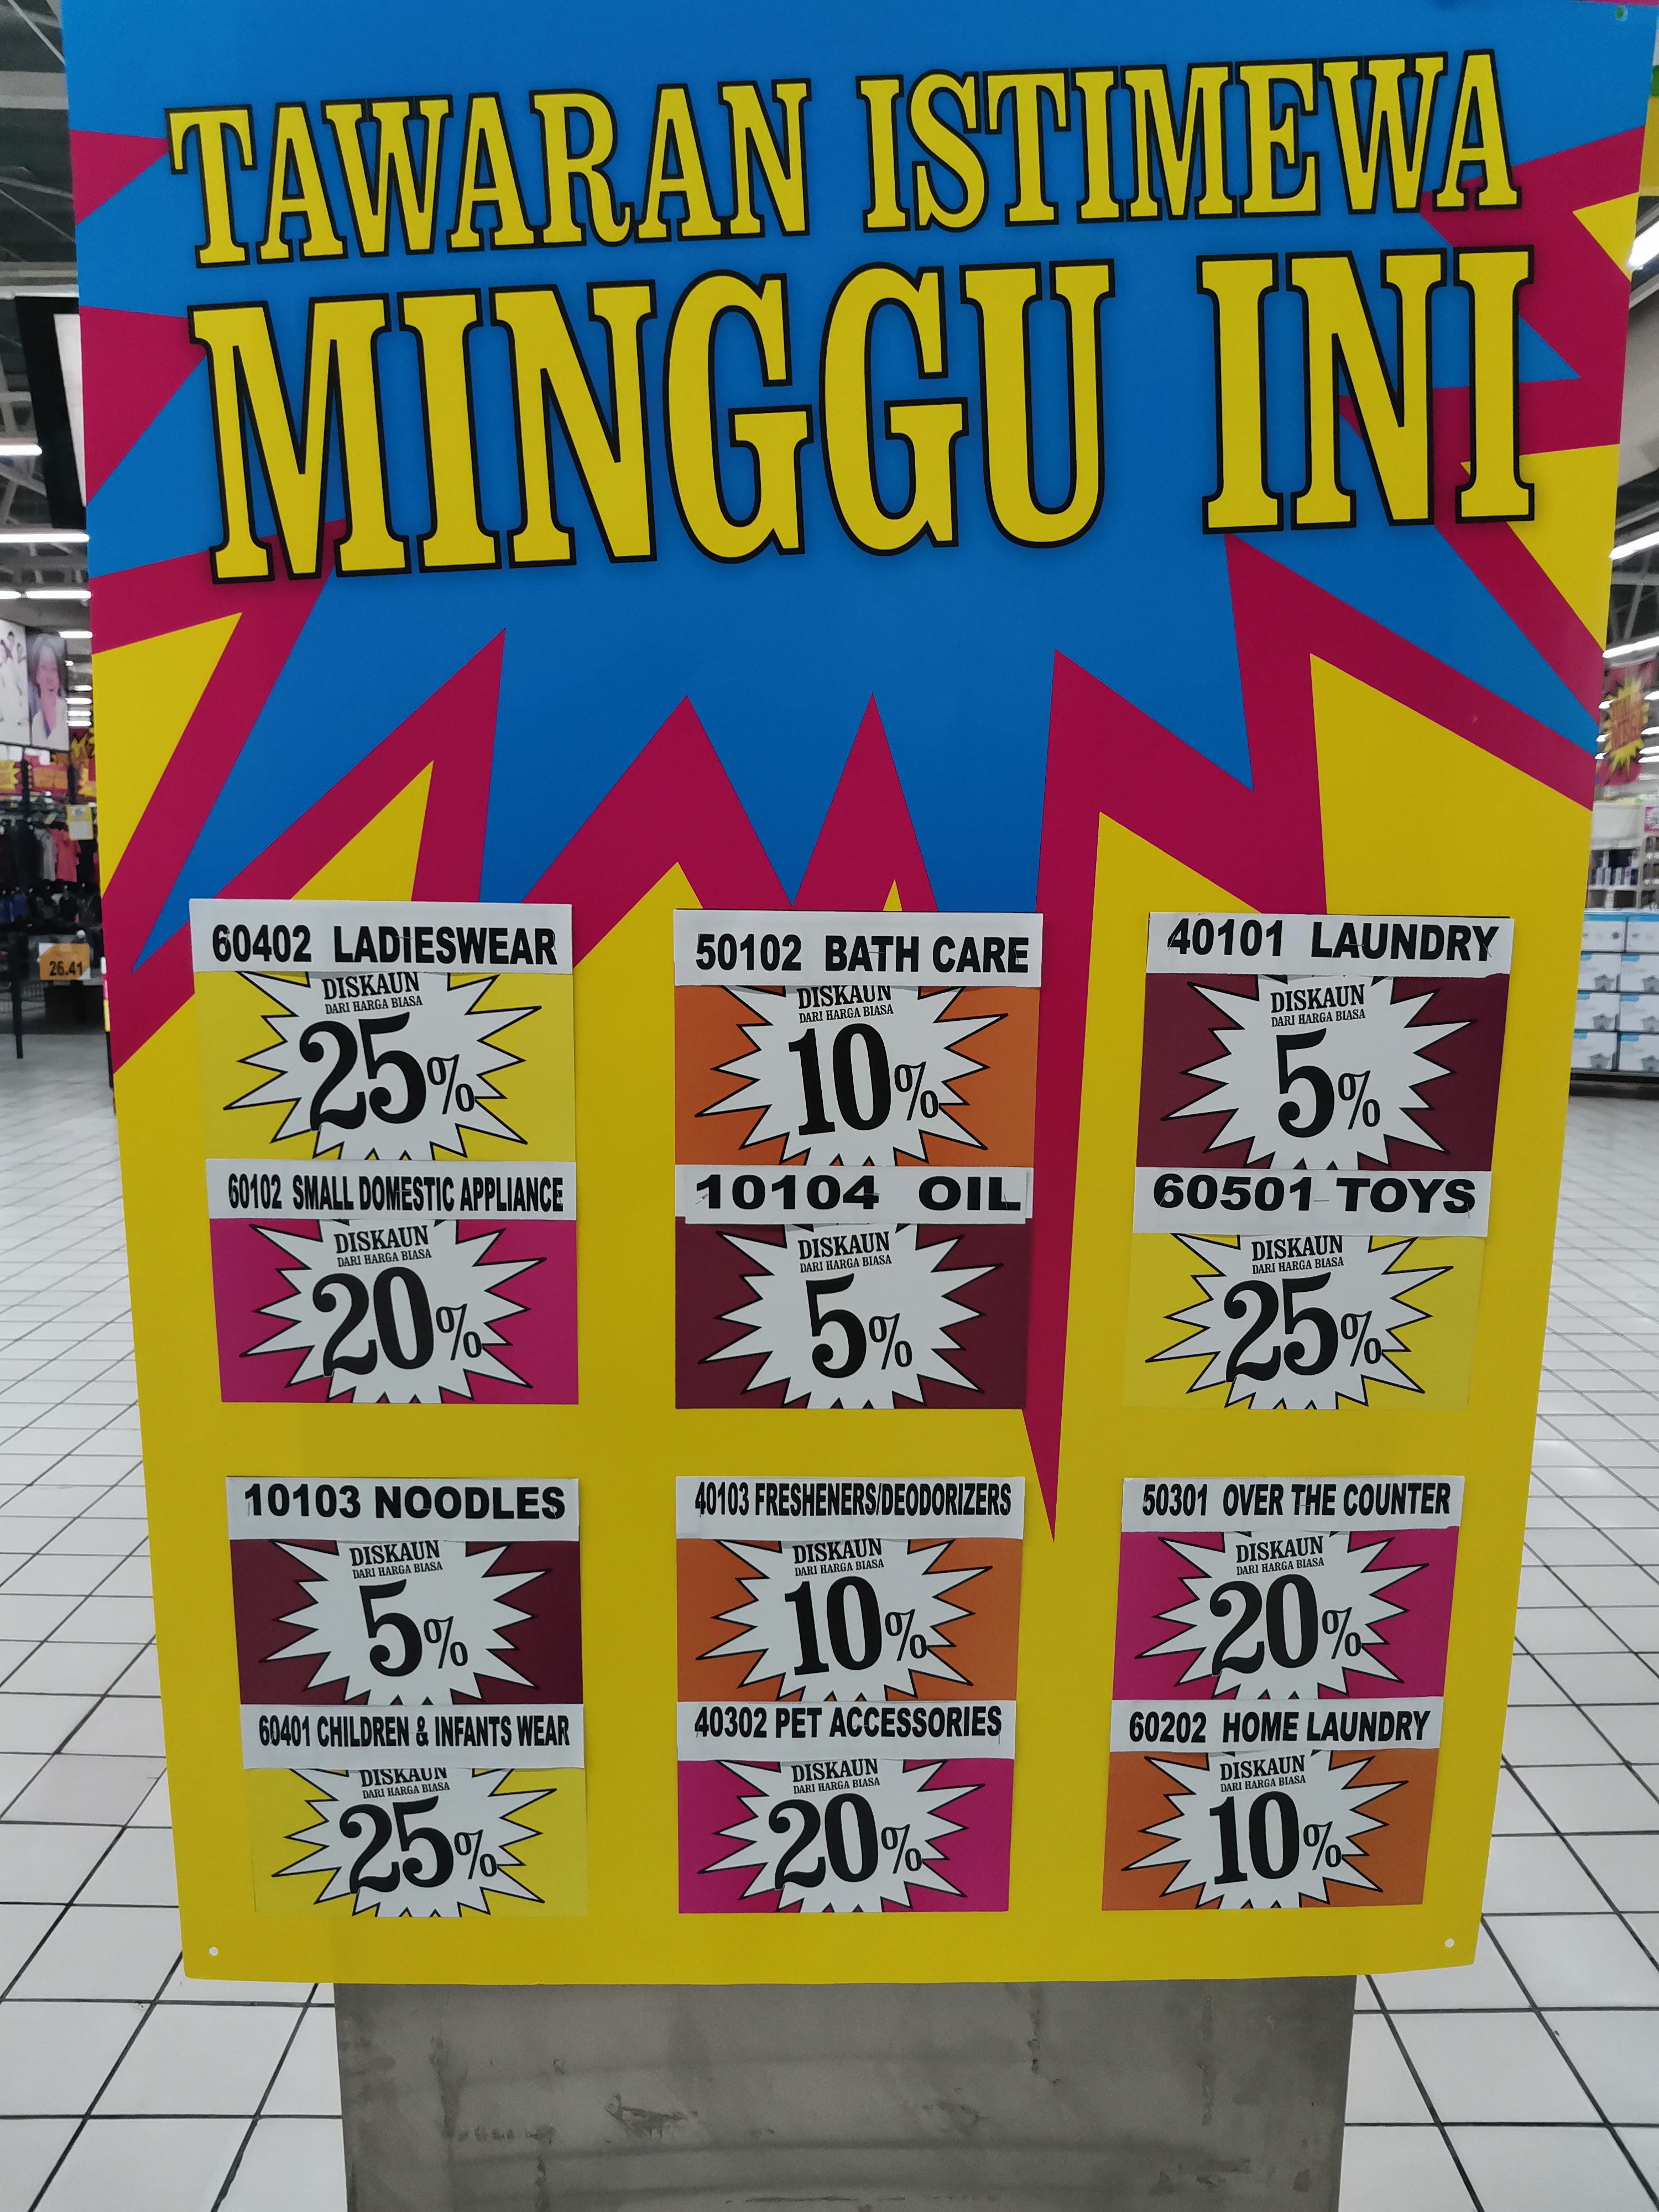 TAWARAN ISTIMEWA
MINGGU INI
60402 LADIESWEAR
DISKAUN
DARI HARGA BIASA
25%
50102 BATH CARE
DISKAUN
DARI HARGA BIASA
10%
40101 LAUNDRY
DISKAUN
DARI HARGA BIASA
5%
60102 SMALL DOMESTIC APPLIANCE
DISKAUN
DARI HARGA BIASA
20%
10104 OIL
DISKAUN
DARI HARGA BIASA
5%
60501 TOYS
DISKAUN
DARI HARGA BIASA
25%
10103 NOODLES
DISKAUN
DARI HARGA BIASA
5%
40103 FRESHENERS/DEODORIZERS
DISKAUN
DARI HARGA BIASA
10%
50301 OVER THE COUNTER
DISKAUN
DARI HARGA BIASA
20%
60401 CHILDREN & INFANTS WEAR
DISKAUN
DARI HARGA BIASA
25%
40302 PET ACCESSORIES
DISKAUN
DARI HARGA BIASA
20%
60202 HOME LAUNDRY
DISKAUN
DARI HARGA BIASA
10%
26.41